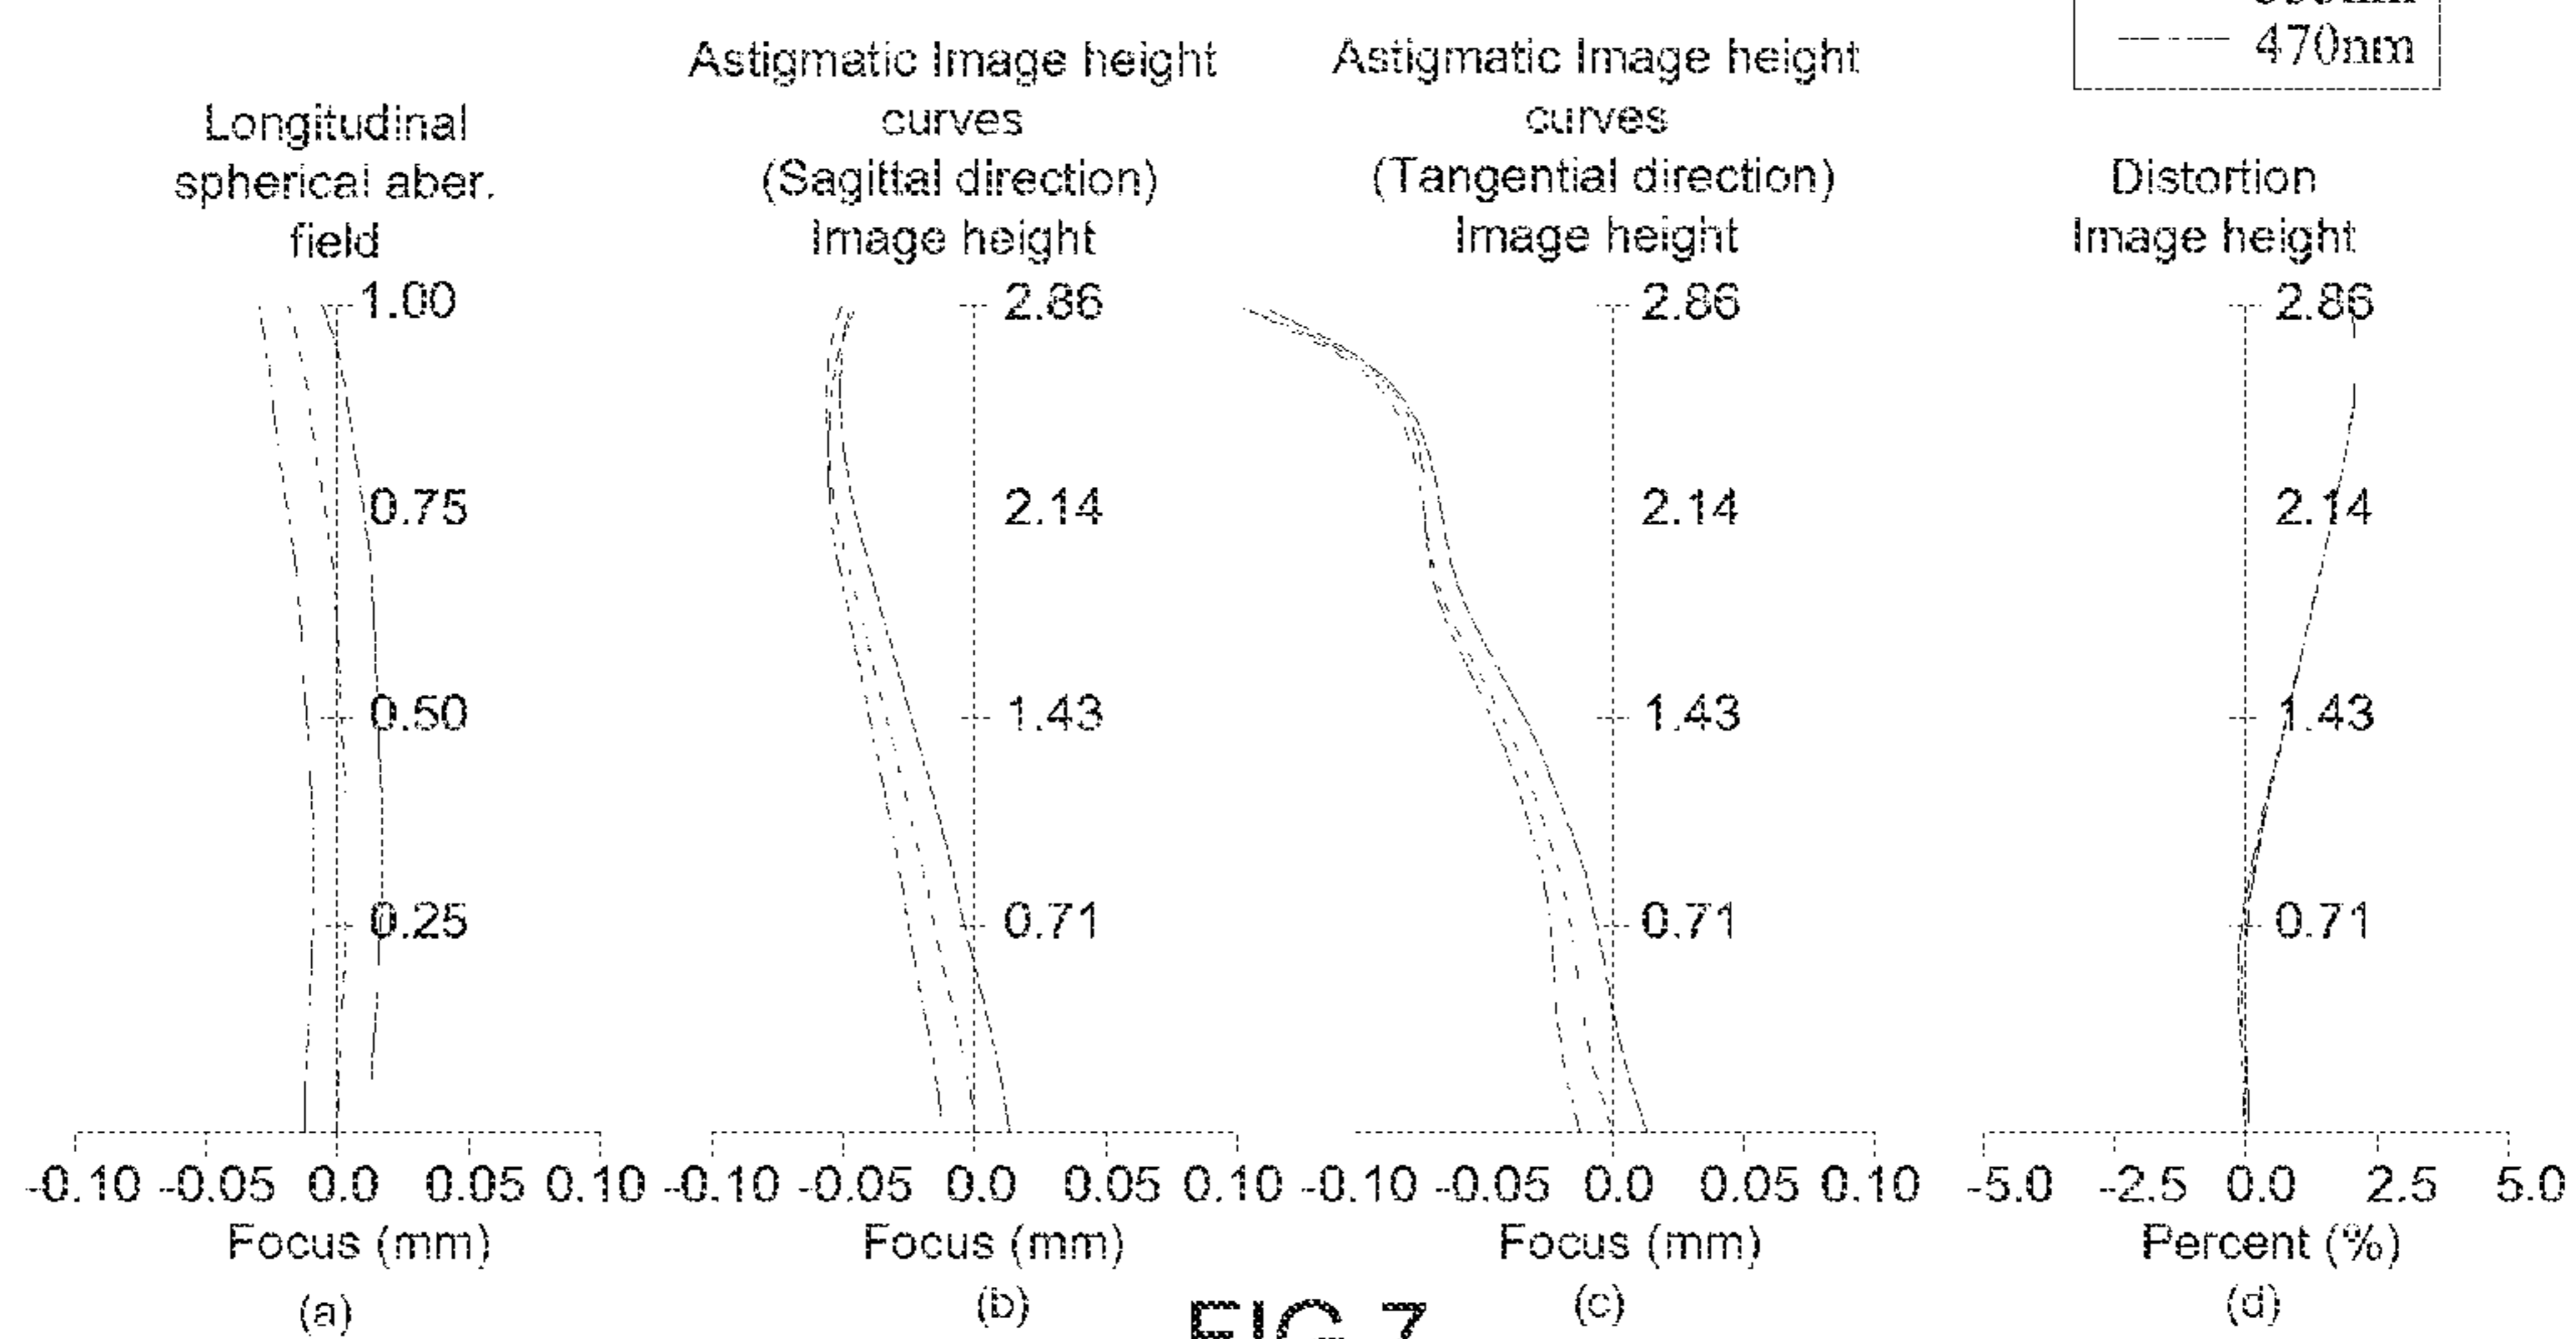 470nm
Longitudinal
spherical aber.
field
1.00
0.75
0.50
0.25
-0.10 -0.05 0.0 0.05 0.10
Focus (mm)
(a)
Astigmatic Image height
curves
(Sagittal direction)
Image height
2.86
2.14
1.43
0.71
-0.10 -0.05 0.0 0.05 0.10
Focus (mm)
(b)
Astigmatic Image height
curves
(Tangential direction)
Image height
2.86
2.14
1.43
0.71
-0.10 -0.05 0.0 0.05 0.10
Focus (mm)
(c)
Distortion
Image height
2.86
2.14
1.43
0.71
-5.0 -2.5 0.0 2.5 5.0
Percent (%)
(d)